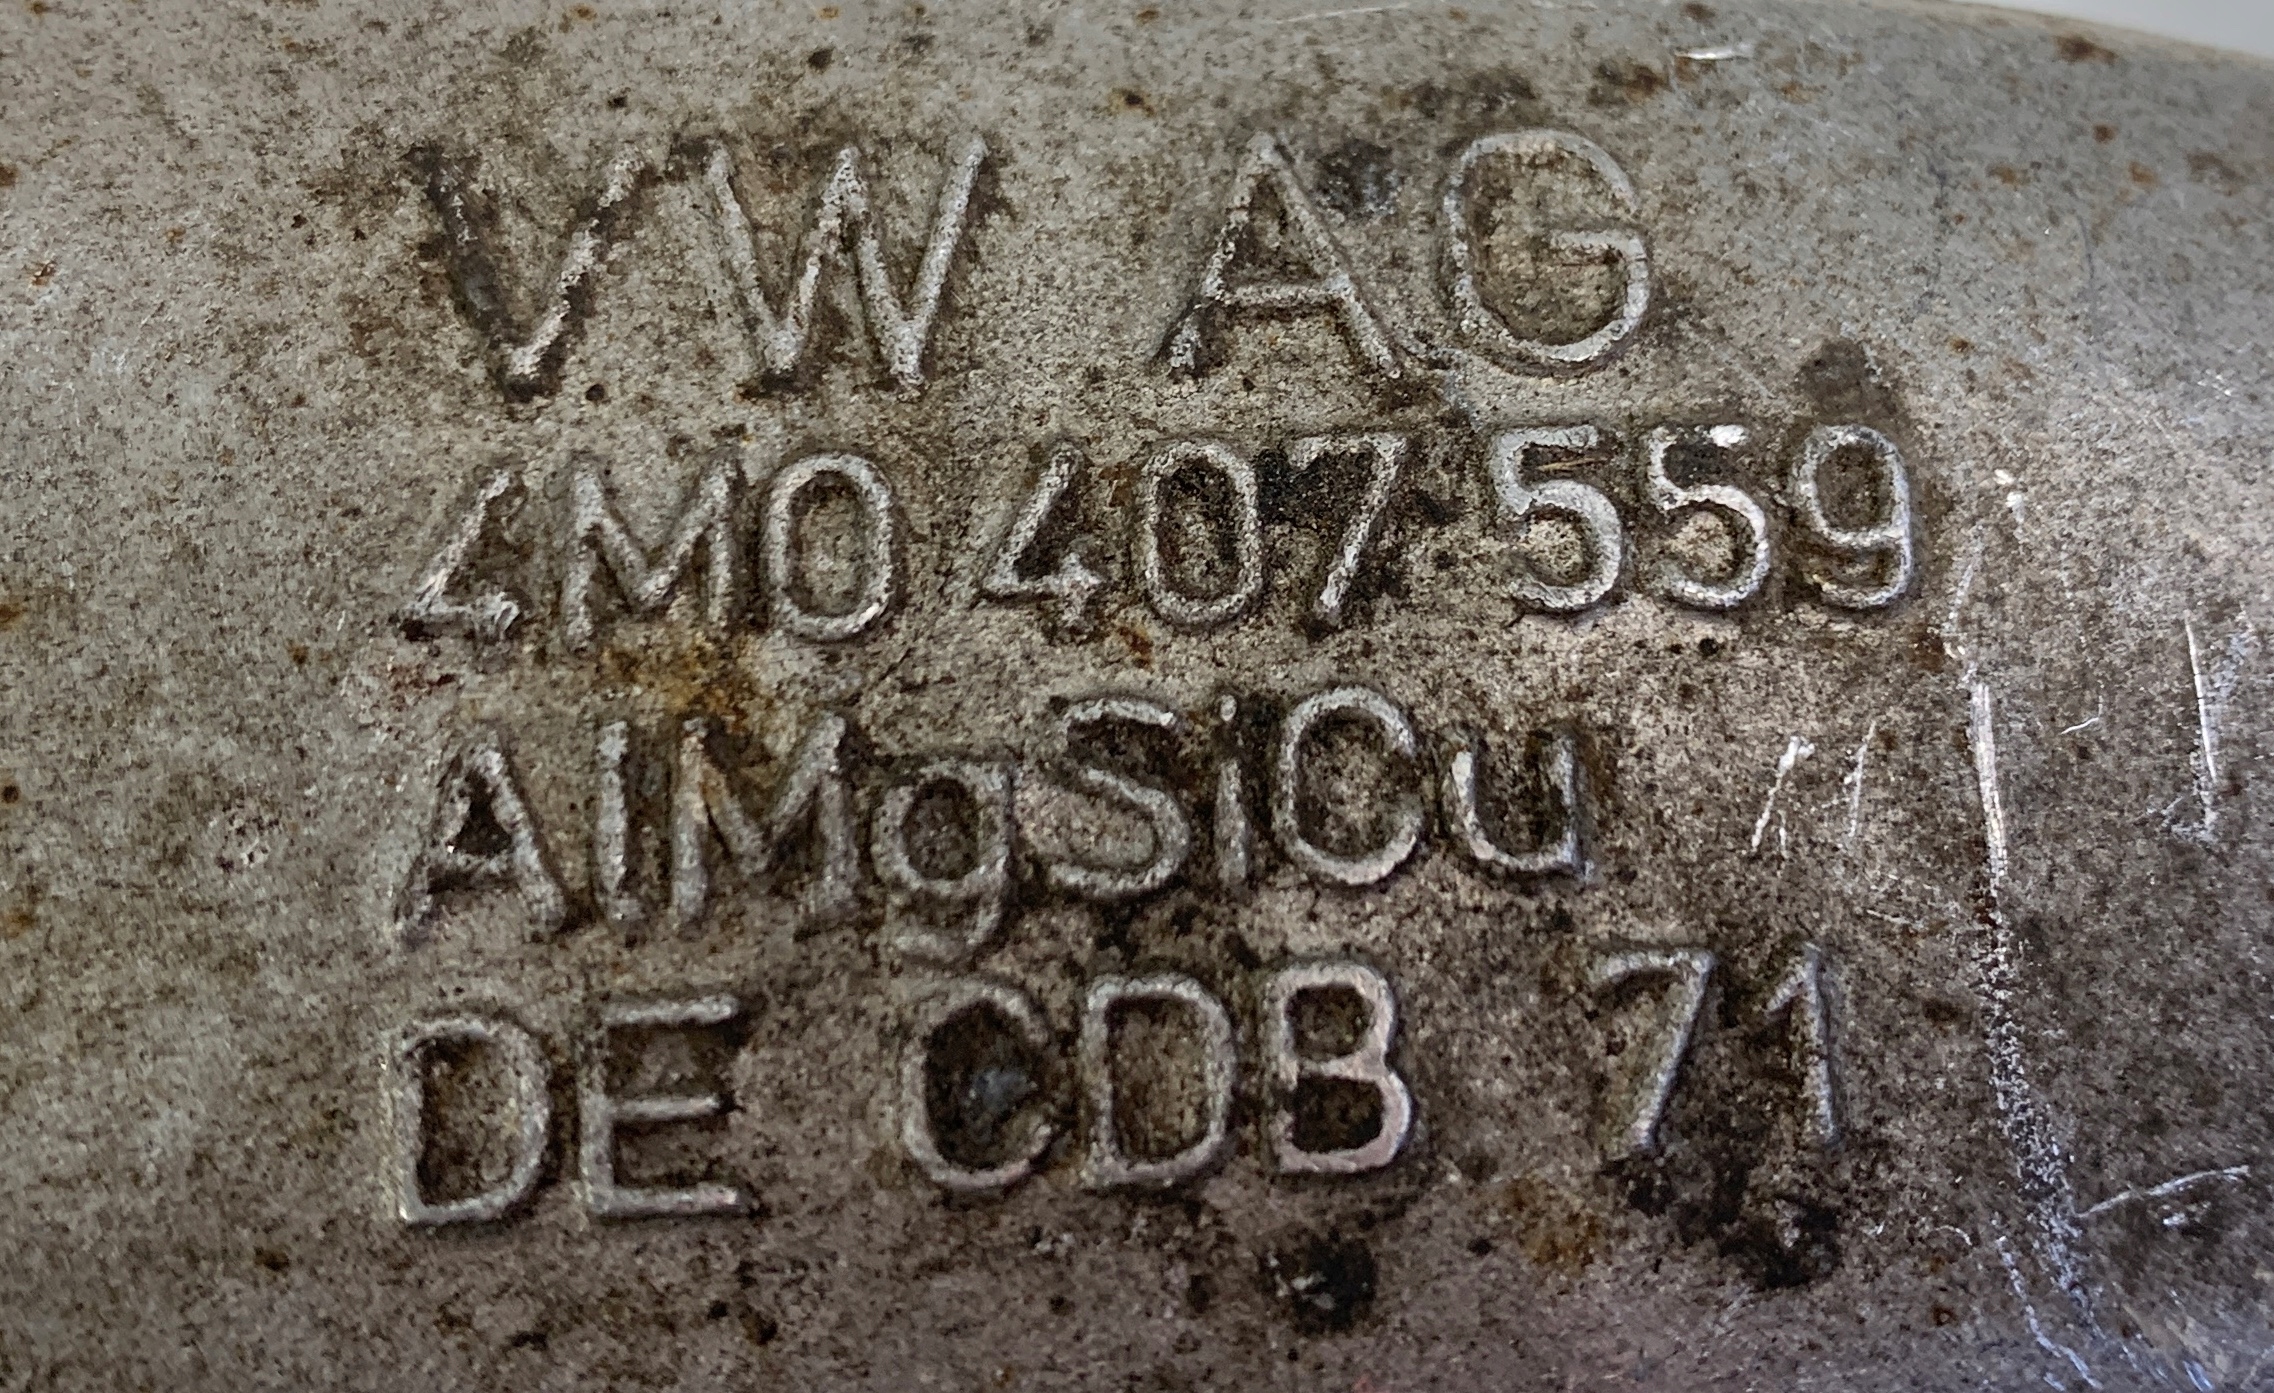 VW AG
4M0 407 559
AlMgSiCu
DE CDB 71